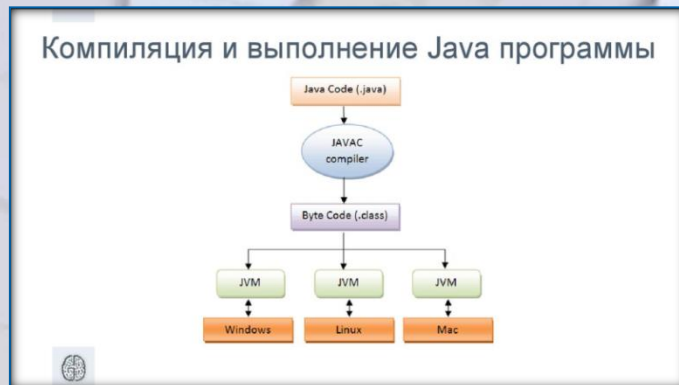 Компиляция и выполнение Java программы
Java Code (.java)
JAVAC
compiler
Byte Code (.class)
JVM
JVM
JVM
Windows
Linux
Mac